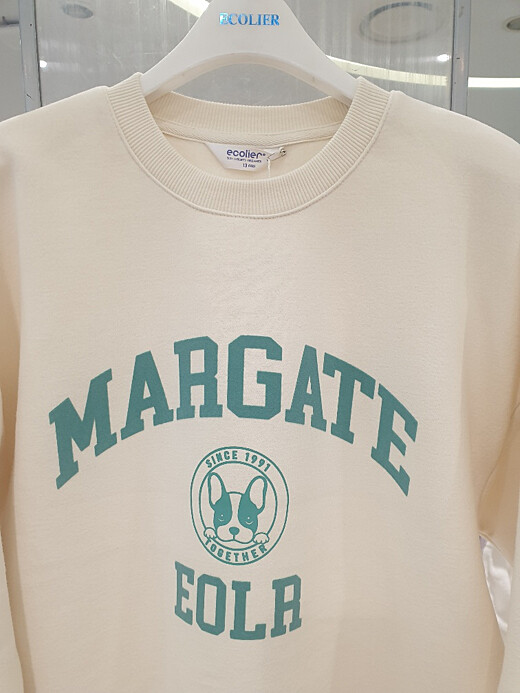 ECOLIER
ecolier
MARGATE
SINCE 1991
TOGETHER
EOLR